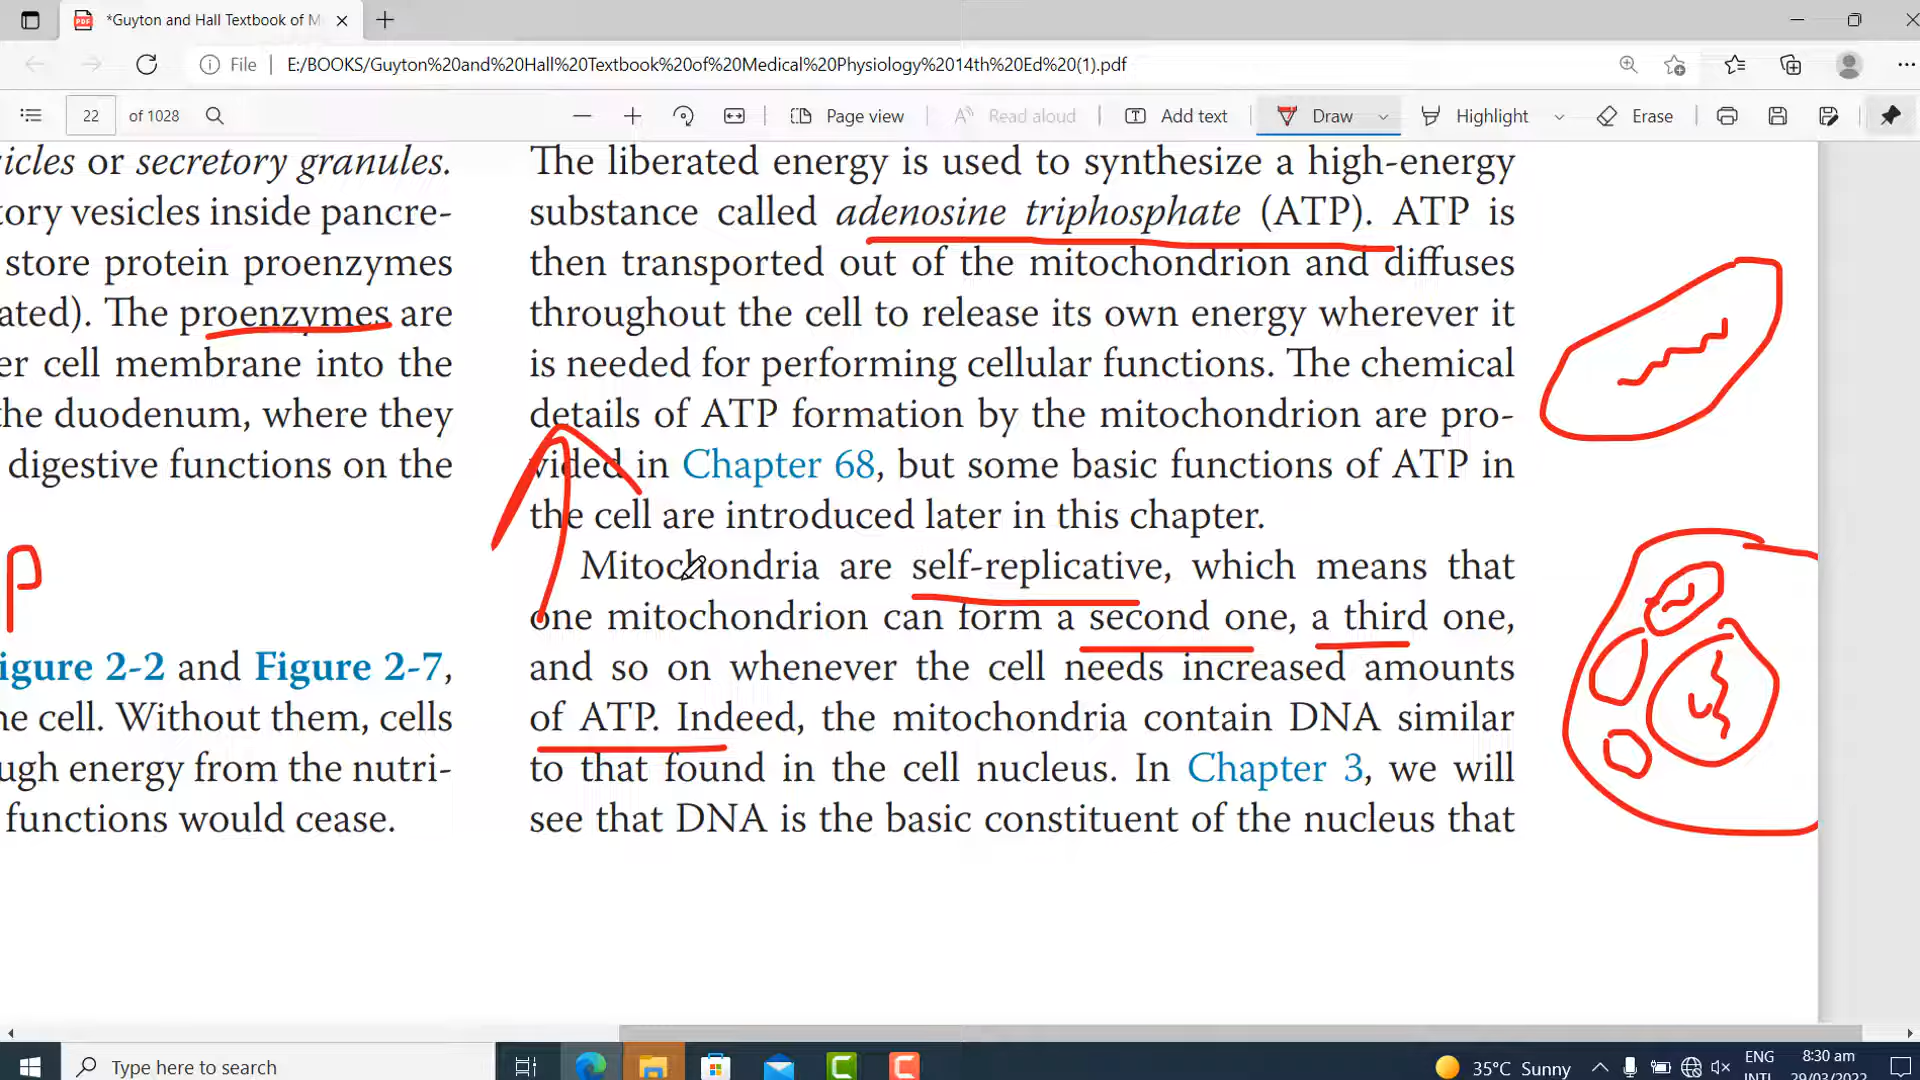 *Guyton and Hall Textbook of M
File
E:/BOOKS/Guyton%20and%20Hall%20Textbook%20of%20Medical%20Physiology%2014th%20Ed%20(1).pdf
22 of 1028
Page view
Read aloud
Add text
Draw
Highlight
Erase
icles or secretory granules.
tory vesicles inside pancre-
store protein proenzymes
ated). The proenzymes are
er cell membrane into the
the duodenum, where they
digestive functions on the
P
igure 2-2 and Figure 2-7,
he cell. Without them, cells
ugh energy from the nutri-
functions would cease.
The liberated energy is used to synthesize a high-energy
substance called adenosine triphosphate (ATP). ATP is
then transported out of the mitochondrion and diffuses
throughout the cell to release its own energy wherever it
is needed for performing cellular functions. The chemical
details of ATP formation by the mitochondrion are pro-
vided in Chapter 68, but some basic functions of ATP in
the cell are introduced later in this chapter.
Mitochondria are self-replicative, which means that
one mitochondrion can form a second one, a third one,
and so on whenever the cell needs increased amounts
of ATP. Indeed, the mitochondria contain DNA similar
to that found in the cell nucleus. In Chapter 3, we will
see that DNA is the basic constituent of the nucleus that
Type here to search
35°C Sunny
ENG
INTL
8:30 am
29/03/2022